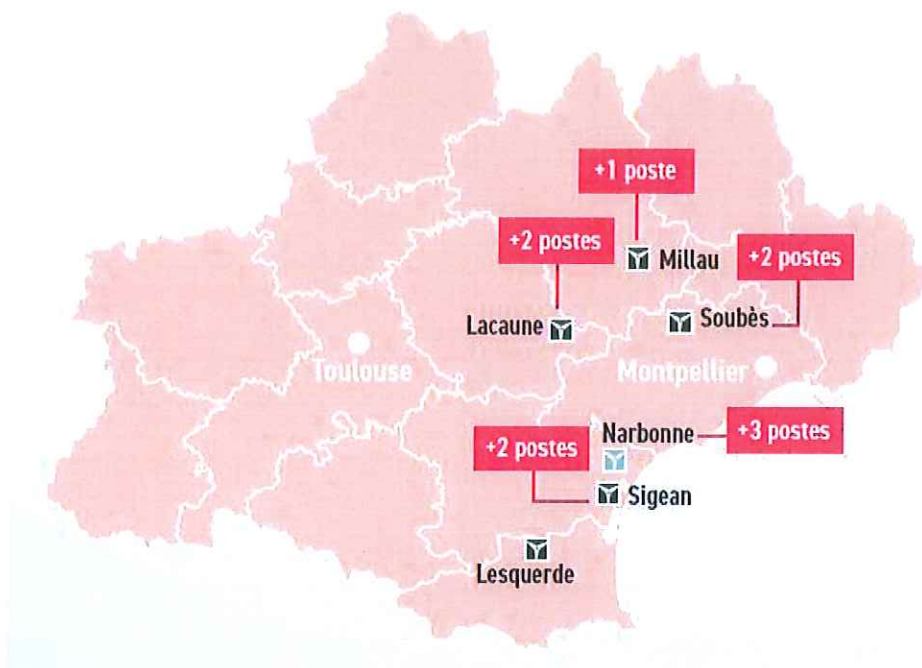 +1 poste
+2 postes
Millau
+2 postes
Lacaune
Soubès
Toulouse
Montpellier
Narbonne
+3 postes
+2 postes
Sigean
Lesquerde